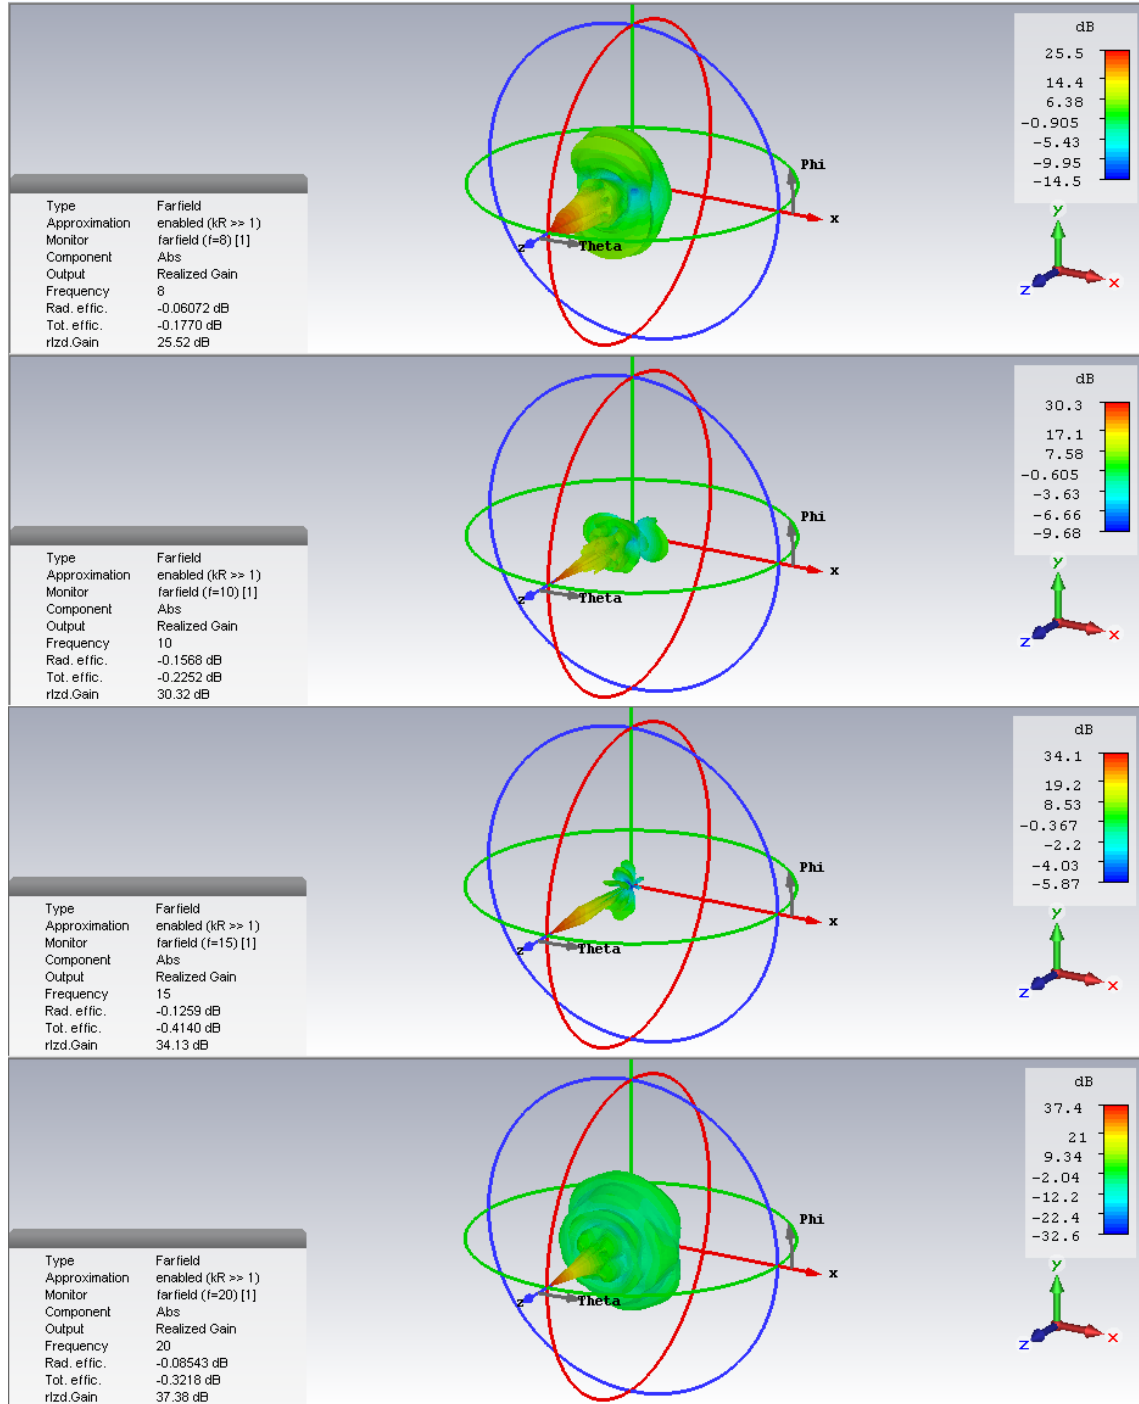 dB
25.5
14.4
6.38
-0.905
-5.43
-9.95
-14.5
Phi
x
z
Theta
y
z
x
Type Farfield
Approximation enabled (kR >> 1)
Monitor farfield (f=8) [1]
Component Abs
Output Realized Gain
Frequency 8
Rad. effic. -0.06072 dB
Tot. effic. -0.1770 dB
rlzd.Gain 25.52 dB
dB
30.3
17.1
7.58
-0.605
-3.63
-6.66
-9.68
Phi
x
z
Theta
y
z
x
Type Farfield
Approximation enabled (kR >> 1)
Monitor farfield (f=10) [1]
Component Abs
Output Realized Gain
Frequency 10
Rad. effic. -0.1568 dB
Tot. effic. -0.2252 dB
rlzd.Gain 30.32 dB
dB
34.1
19.2
8.53
-0.367
-2.2
-4.03
-5.87
Phi
x
z
Theta
y
z
x
Type Farfield
Approximation enabled (kR >> 1)
Monitor farfield (f=15) [1]
Component Abs
Output Realized Gain
Frequency 15
Rad. effic. -0.1259 dB
Tot. effic. -0.4140 dB
rlzd.Gain 34.13 dB
dB
37.4
21
9.34
-2.04
-12.2
-22.4
-32.6
Phi
x
z
Theta
y
z
x
Type Farfield
Approximation enabled (kR >> 1)
Monitor farfield (f=20) [1]
Component Abs
Output Realized Gain
Frequency 20
Rad. effic. -0.08543 dB
Tot. effic. -0.3218 dB
rlzd.Gain 37.38 dB